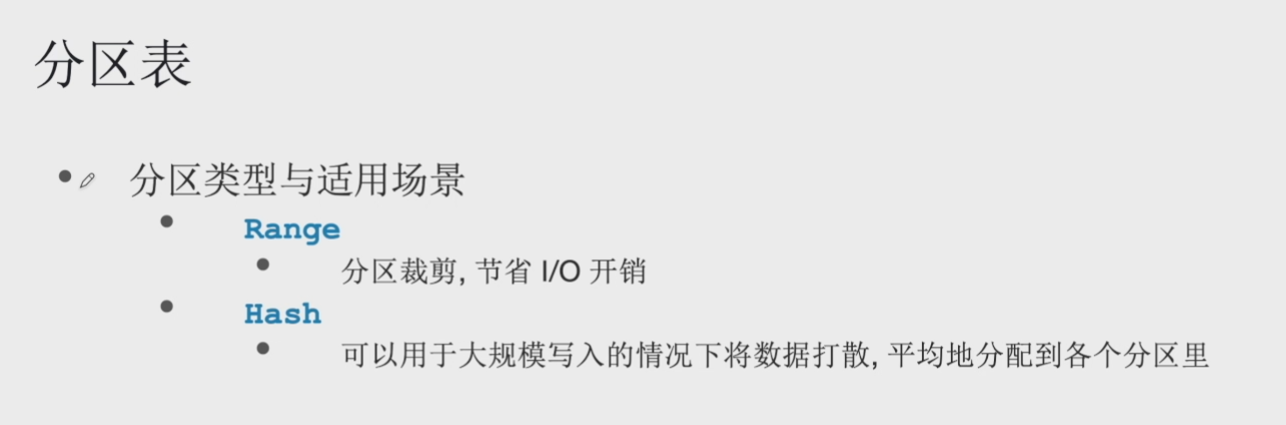 分区表
分区类型与适用场景
Range
分区裁剪, 节省 I/O 开销
Hash
可以用于大规模写入的情况下将数据打散, 平均地分配到各个分区里